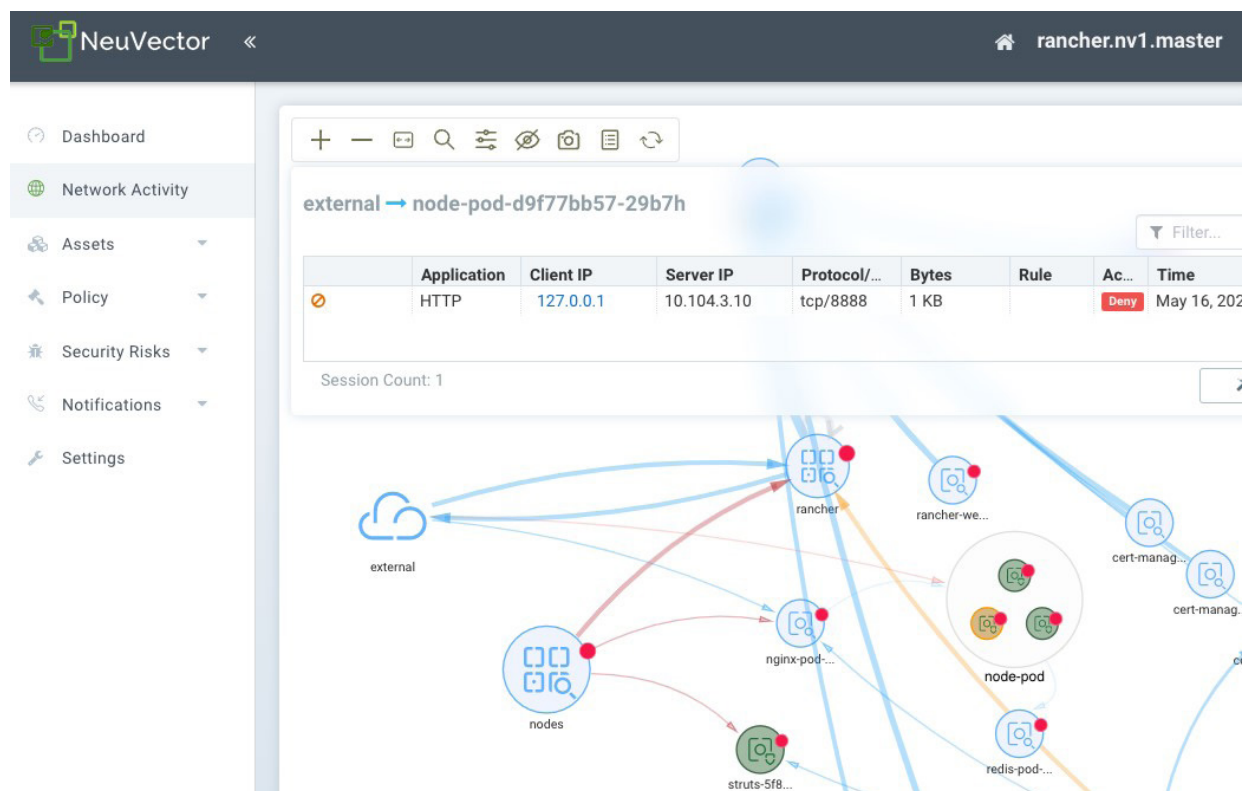 NeuVector «
rancher.nv1.master
Dashboard
Network Activity
Assets
Policy
Security Risks
Notifications
Settings
external → node-pod-d9f77bb57-29b7h
Filter...
Application Client IP Server IP Protocol/... Bytes Rule Ac... Time
HTTP 127.0.0.1 10.104.3.10 tcp/8888 1 KB Deny May 16, 202
Session Count: 1
rancher
rancher-we...
external
cert-manag...
cert-manag...
nginx-pod-...
node-pod
nodes
redis-pod-...
struts-5f8...